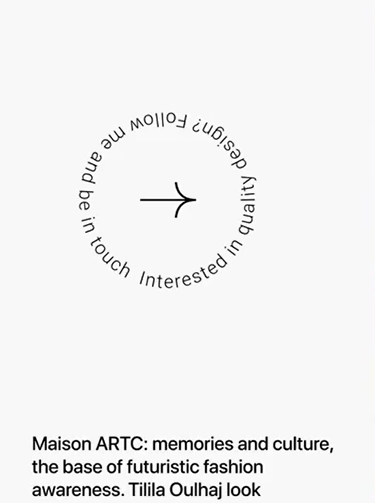 Interested in quality design? Follow me and be in touch
Maison ARTC: memories and culture,
the base of futuristic fashion
awareness. Tilila Oulhaj look